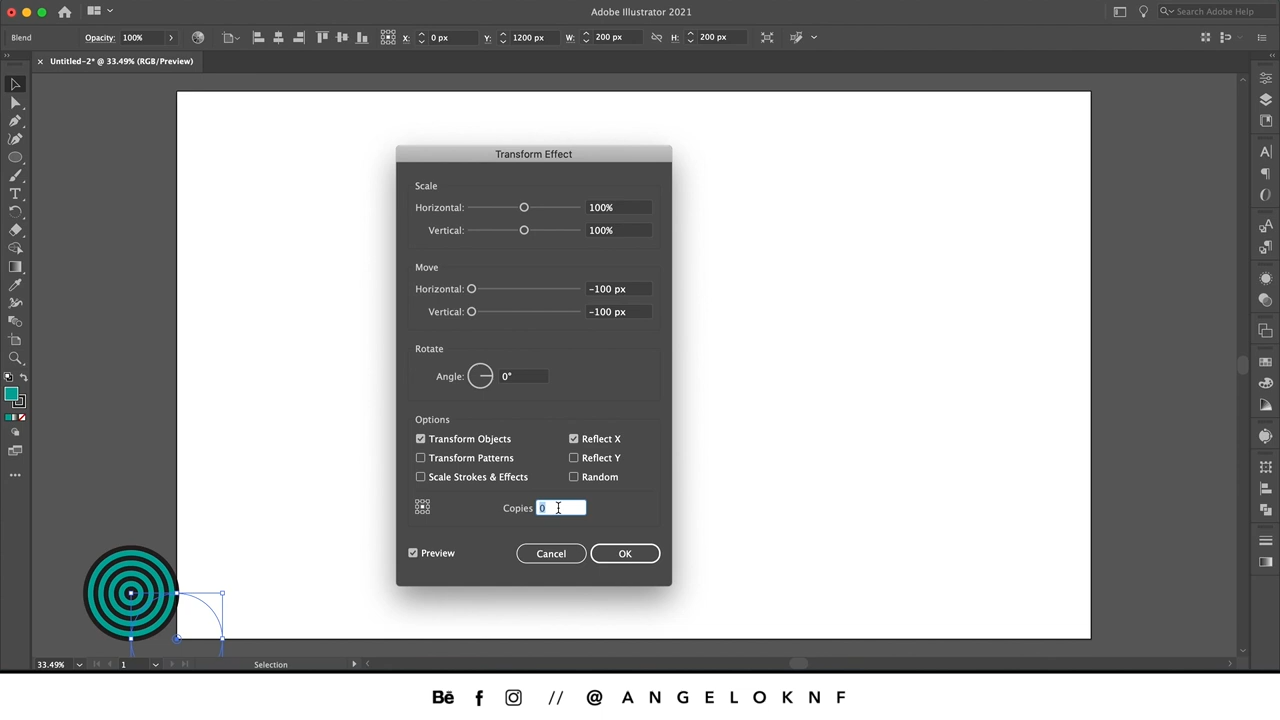 Adobe Illustrator 2021
Search Adobe Help
Blend
Opacity: 100%
X: 0 px
Y: 1200 px
W: 200 px
H: 200 px
Untitled-2* @ 33.49% (RGB/Preview)
Transform Effect
Scale
Horizontal: 100%
Vertical: 100%
Move
Horizontal: -100 px
Vertical: -100 px
Rotate
Angle: 0°
Options
Transform Objects
Reflect X
Transform Patterns
Reflect Y
Scale Strokes & Effects
Random
Copies 0
Preview
Cancel
OK
33.49%
1
Selection
Bē f // @ANGELOKNF